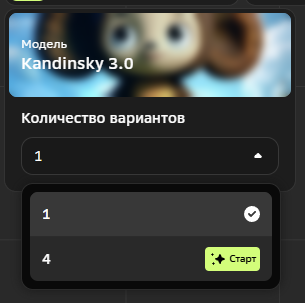 Модель
Kandinsky 3.0
Количество вариантов
1
1
4 Старт